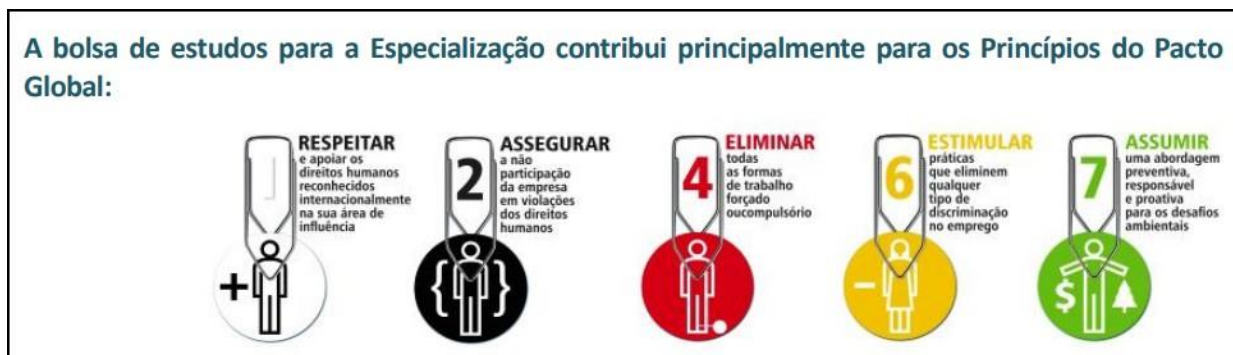 A bolsa de estudos para a Especialização contribui principalmente para os Princípios do Pacto
Global:
RESPEITAR
e apoiar os
direitos humanos
reconhecidos
internacionalmente
na sua área de
influência
2
ASSEGURAR
a não
participação
da empresa
em violações
dos direitos
humanos
4
ELIMINAR
todas
as formas
de trabalho
forçado
oucompulsório
6
ESTIMULAR
práticas
que eliminem
qualquer
tipo de
discriminação
no emprego
7
ASSUMIR
uma abordagem
preventiva,
responsável
e proativa
para os desafios
ambientais
+
{ }
-
$